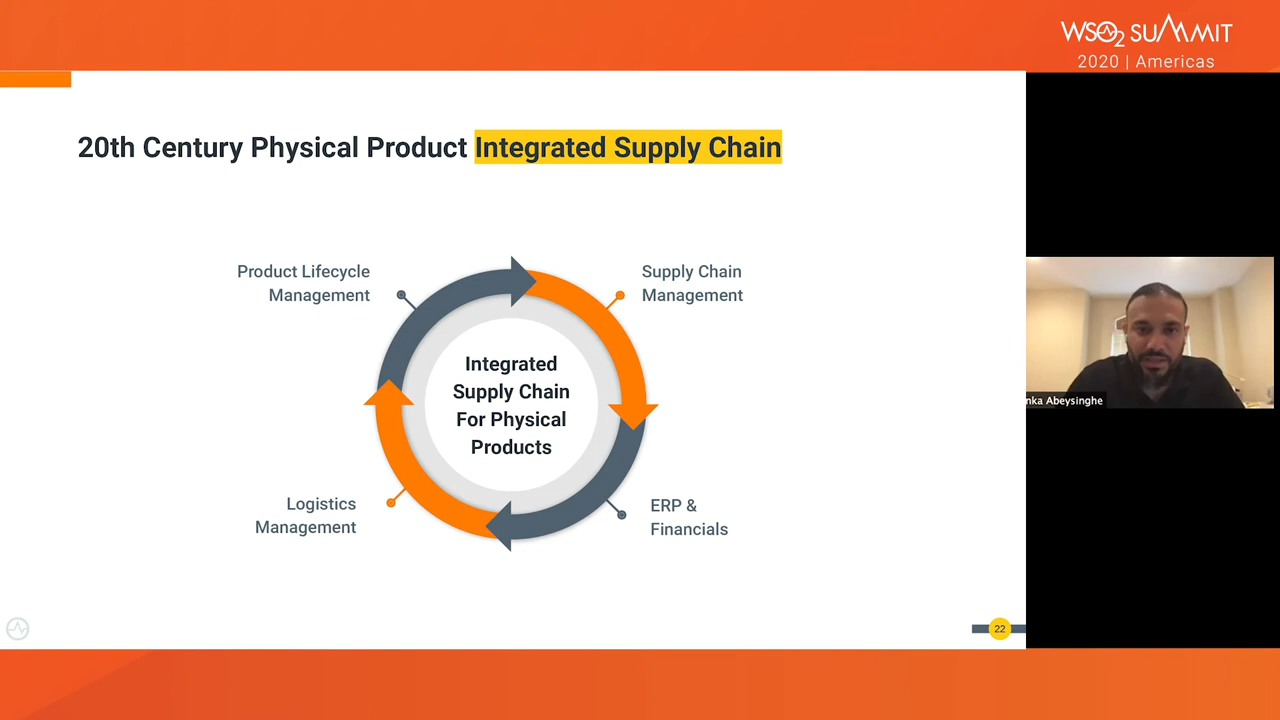 WSO2 SUMMIT
2020 | Americas
20th Century Physical Product Integrated Supply Chain
Product Lifecycle
Management
Supply Chain
Management
Integrated
Supply Chain
For Physical
Products
Logistics
Management
ERP &
Financials
nka Abeysinghe
22